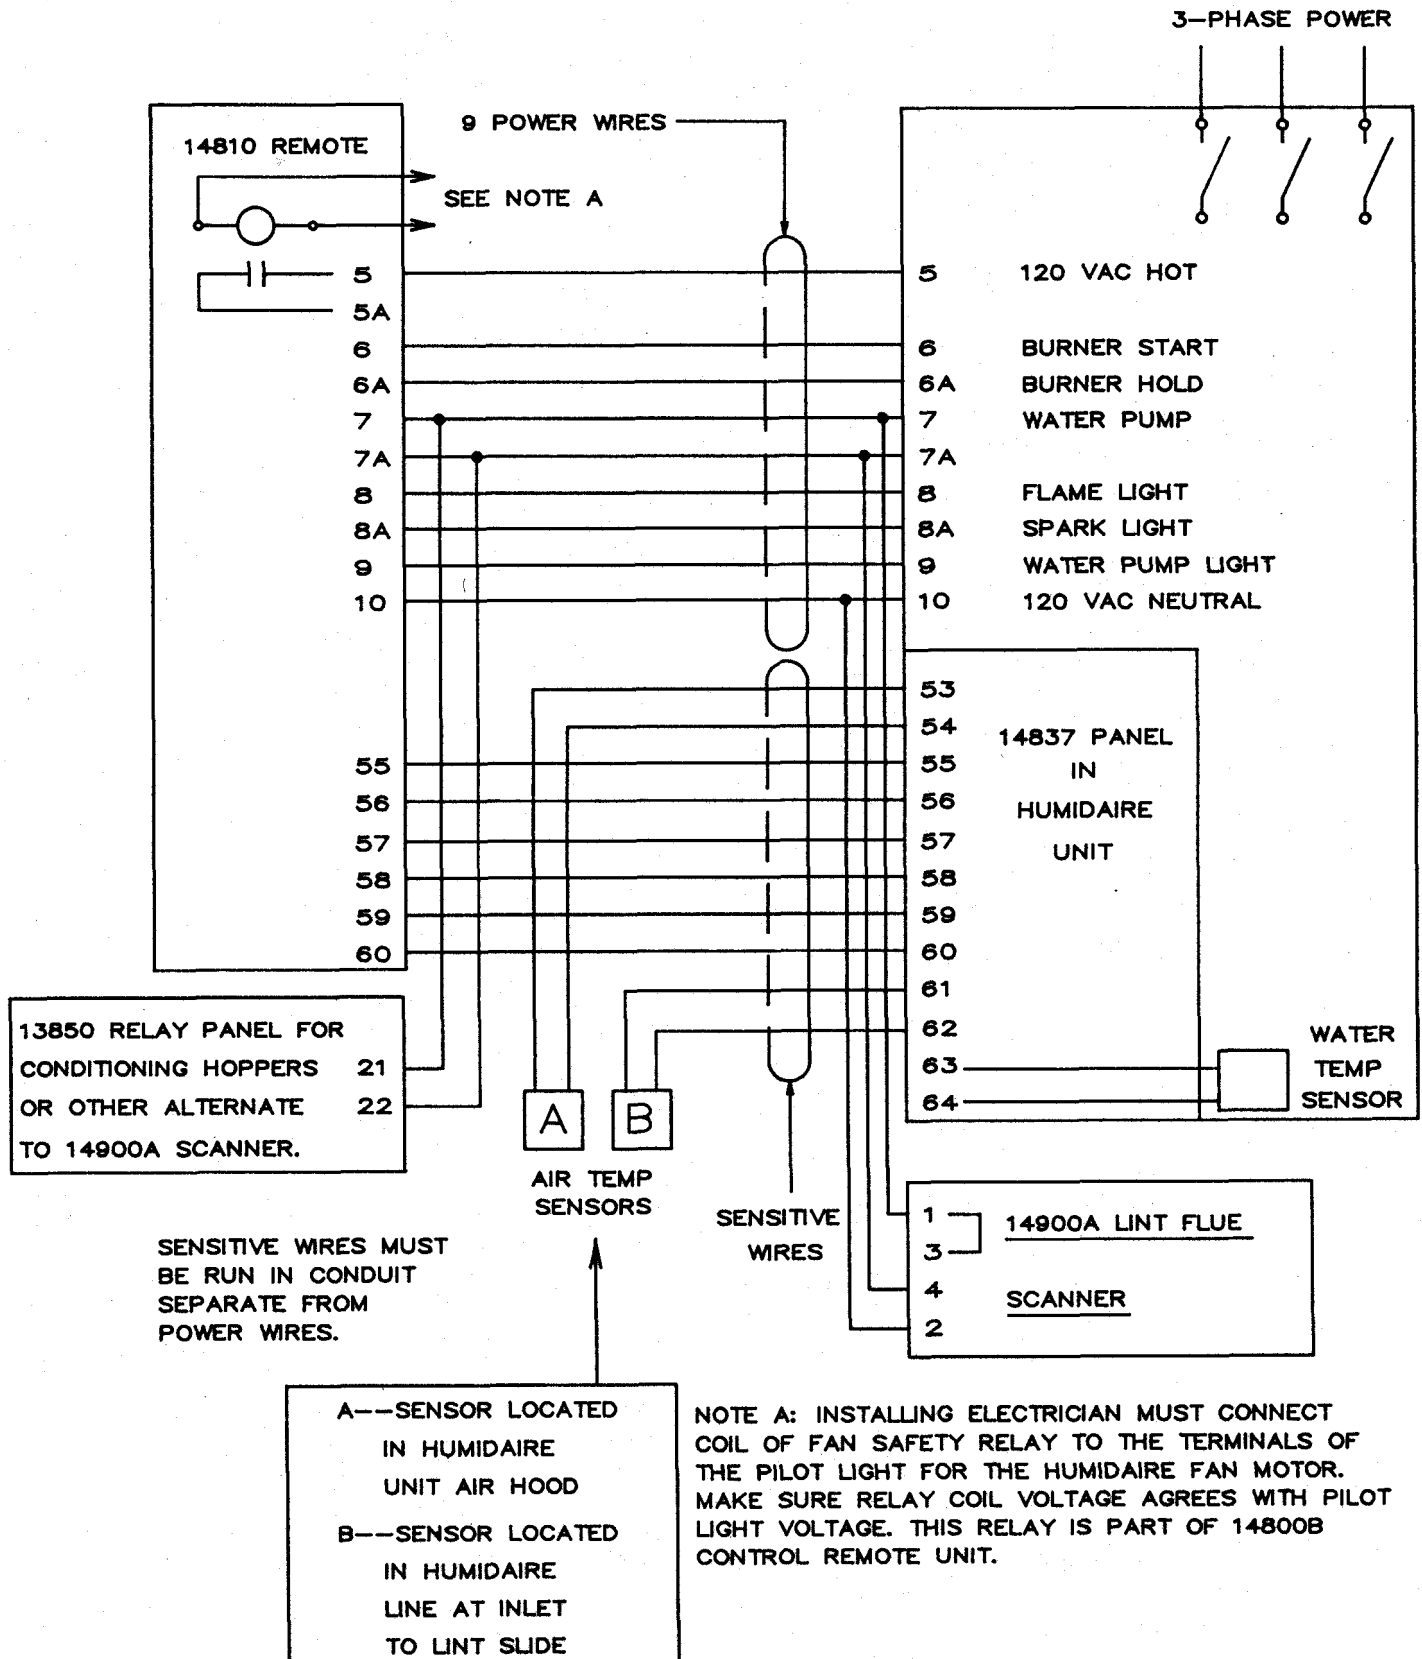 3-PHASE POWER
9 POWER WIRES
14810 REMOTE
SEE NOTE A
5
5A
6
6A
7
7A
8
8A
9
10
55
56
57
58
59
60
5 120 VAC HOT
6 BURNER START
6A BURNER HOLD
7 WATER PUMP
7A
8 FLAME LIGHT
8A SPARK LIGHT
9 WATER PUMP LIGHT
10 120 VAC NEUTRAL
53
54
55
56
57
58
59
60
61
62
63
64
14837 PANEL
IN
HUMIDAIRE
UNIT
WATER
TEMP
SENSOR
13850 RELAY PANEL FOR
CONDITIONING HOPPERS 21
OR OTHER ALTERNATE 22
TO 14900A SCANNER.
A
B
AIR TEMP
SENSORS
SENSITIVE
WIRES
1
3
4
2
14900A LINT FLUE
SCANNER
SENSITIVE WIRES MUST
BE RUN IN CONDUIT
SEPARATE FROM
POWER WIRES.
A--SENSOR LOCATED
IN HUMIDAIRE
UNIT AIR HOOD
B--SENSOR LOCATED
IN HUMIDAIRE
LINE AT INLET
TO LINT SLIDE
NOTE A: INSTALLING ELECTRICIAN MUST CONNECT
COIL OF FAN SAFETY RELAY TO THE TERMINALS OF
THE PILOT LIGHT FOR THE HUMIDAIRE FAN MOTOR.
MAKE SURE RELAY COIL VOLTAGE AGREES WITH PILOT
LIGHT VOLTAGE. THIS RELAY IS PART OF 14800B
CONTROL REMOTE UNIT.